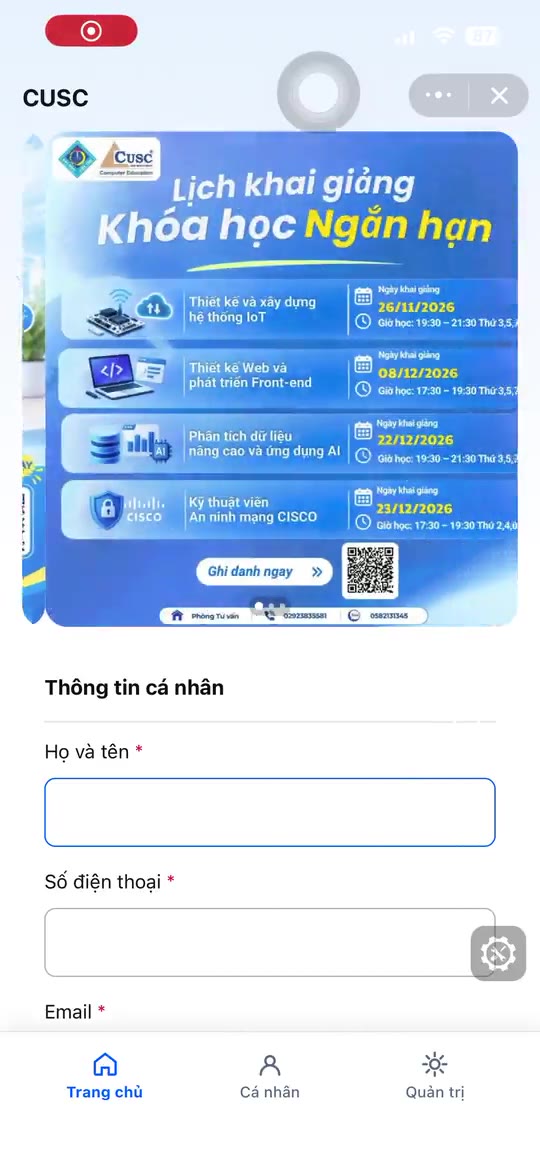 87
CUSC
CUSC
Computer Education
Lịch khai giảng
Khóa học Ngắn hạn
Thiết kế và xây dựng
hệ thống IoT
Ngày khai giảng
26/11/2026
Giờ học: 19:30 – 21:30 Thứ 3,5,7
Thiết kế Web và
phát triển Front-end
Ngày khai giảng
08/12/2026
Giờ học: 17:30 – 19:30 Thứ 3,5,7
Phân tích dữ liệu
nâng cao và ứng dụng AI
AI
Ngày khai giảng
22/12/2026
Giờ học: 19:30 – 21:30 Thứ 3,5,7
CISCO
Kỹ thuật viên
An ninh mạng CISCO
Ngày khai giảng
23/12/2026
Giờ học: 17:30 – 19:30 Thứ 2,4,
Ghi danh ngay
Phòng Tư vấn
02923835581
0582131345
Thông tin cá nhân
Họ và tên *
Số điện thoại *
Email *
Trang chủ
Cá nhân
Quản trị